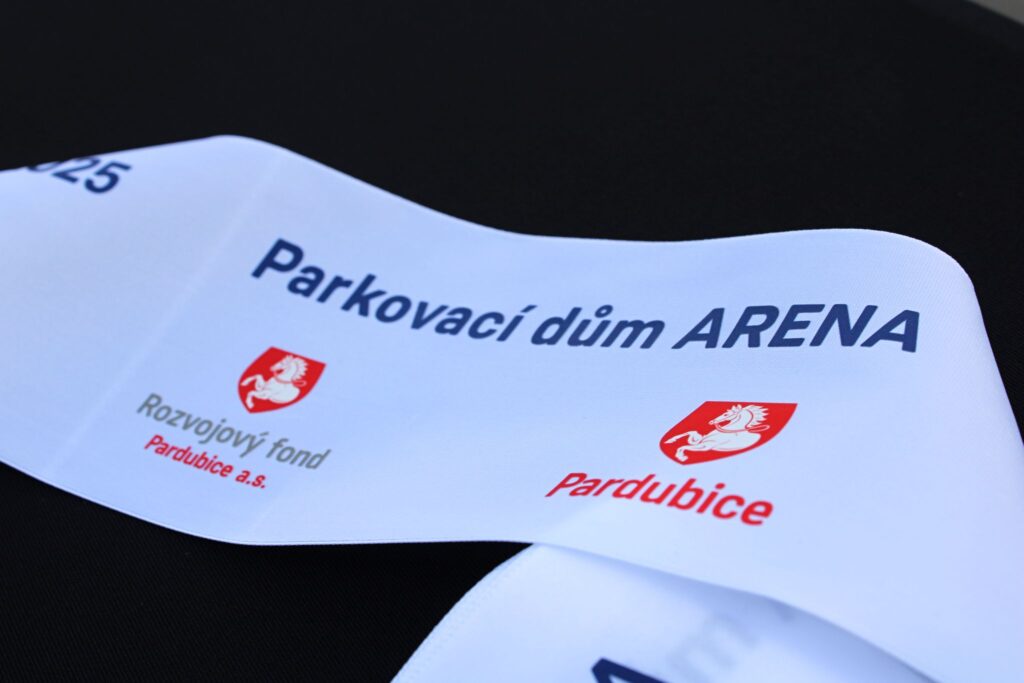 Parkovací dům ARENA
Rozvojový fond
Pardubice a.s.
Pardubice